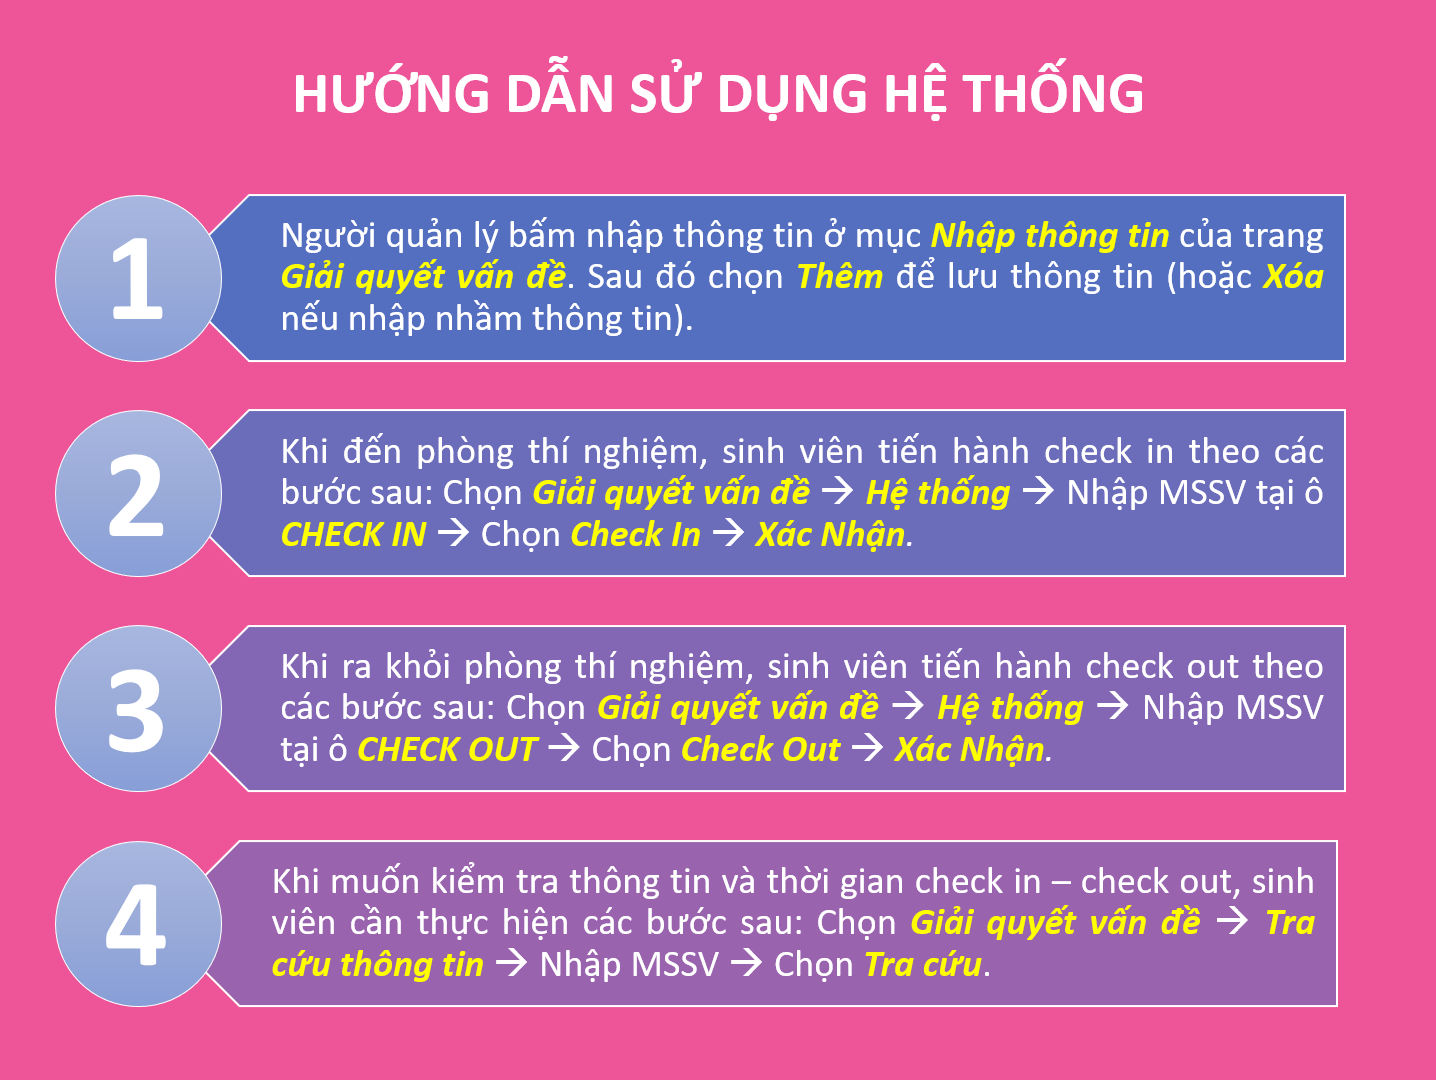 HƯỚNG DẪN SỬ DỤNG HỆ THỐNG
1
Người quản lý bấm nhập thông tin ở mục Nhập thông tin của trang
Giải quyết vấn đề. Sau đó chọn Thêm để lưu thông tin (hoặc Xóa
nếu nhập nhầm thông tin).
2
Khi đến phòng thí nghiệm, sinh viên tiến hành check in theo các
bước sau: Chọn Giải quyết vấn đề → Hệ thống → Nhập MSSV tại ô
CHECK IN → Chọn Check In → Xác Nhận.
3
Khi ra khỏi phòng thí nghiệm, sinh viên tiến hành check out theo
các bước sau: Chọn Giải quyết vấn đề → Hệ thống → Nhập MSSV
tại ô CHECK OUT → Chọn Check Out → Xác Nhận.
4
Khi muốn kiểm tra thông tin và thời gian check in – check out, sinh
viên cần thực hiện các bước sau: Chọn Giải quyết vấn đề → Tra
cứu thông tin → Nhập MSSV → Chọn Tra cứu.